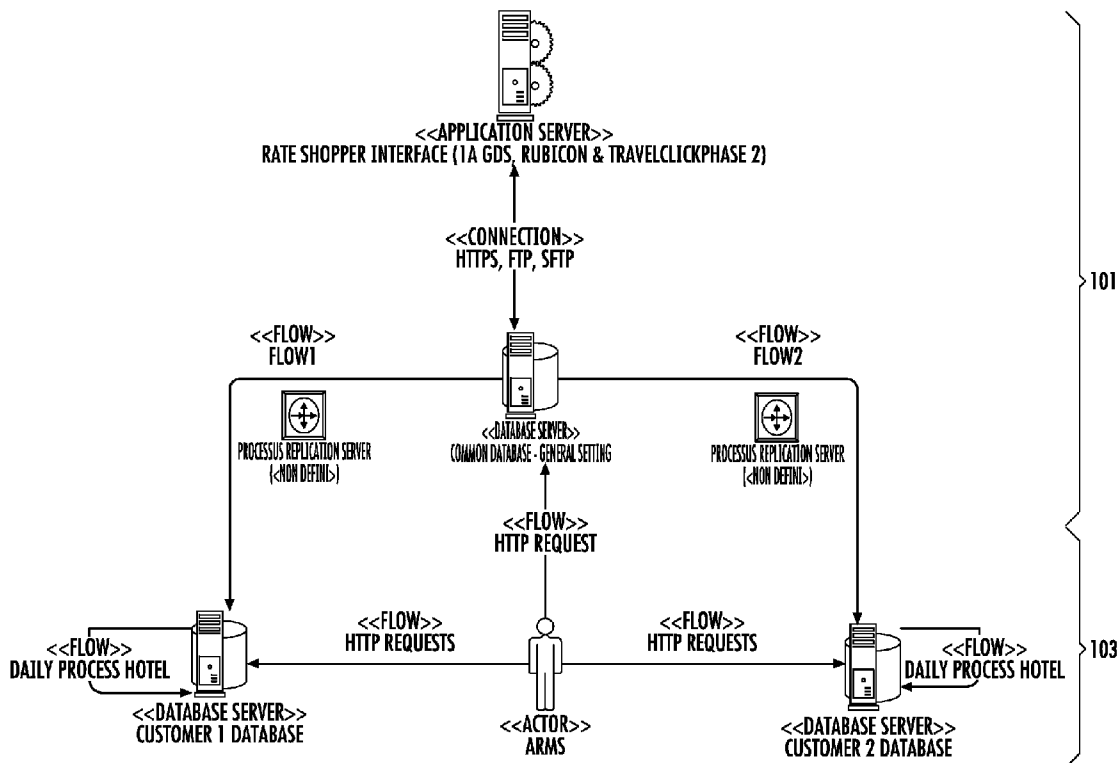 <<APPLICATION SERVER>>
RATE SHOPPER INTERFACE (1A GDS, RUBICON & TRAVELCLICKPHASE 2)
<<CONNECTION>>
HTTPS, FTP, SFTP
101
<<FLOW>>
FLOW1
<<FLOW>>
FLOW2
<<DATABASE SERVER>>
COMMON DATABASE - GENERAL SETTING
PROCESSUS REPLICATION SERVER
(<NON DEFINI>)
PROCESSUS REPLICATION SERVER
(<NON DEFINI>)
<<FLOW>>
HTTP REQUEST
<<FLOW>>
HTTP REQUESTS
<<FLOW>>
HTTP REQUESTS
<<FLOW>>
DAILY PROCESS HOTEL
<<FLOW>>
DAILY PROCESS HOTEL
103
<<DATABASE SERVER>>
CUSTOMER 1 DATABASE
<<ACTOR>>
ARMS
<<DATABASE SERVER>>
CUSTOMER 2 DATABASE